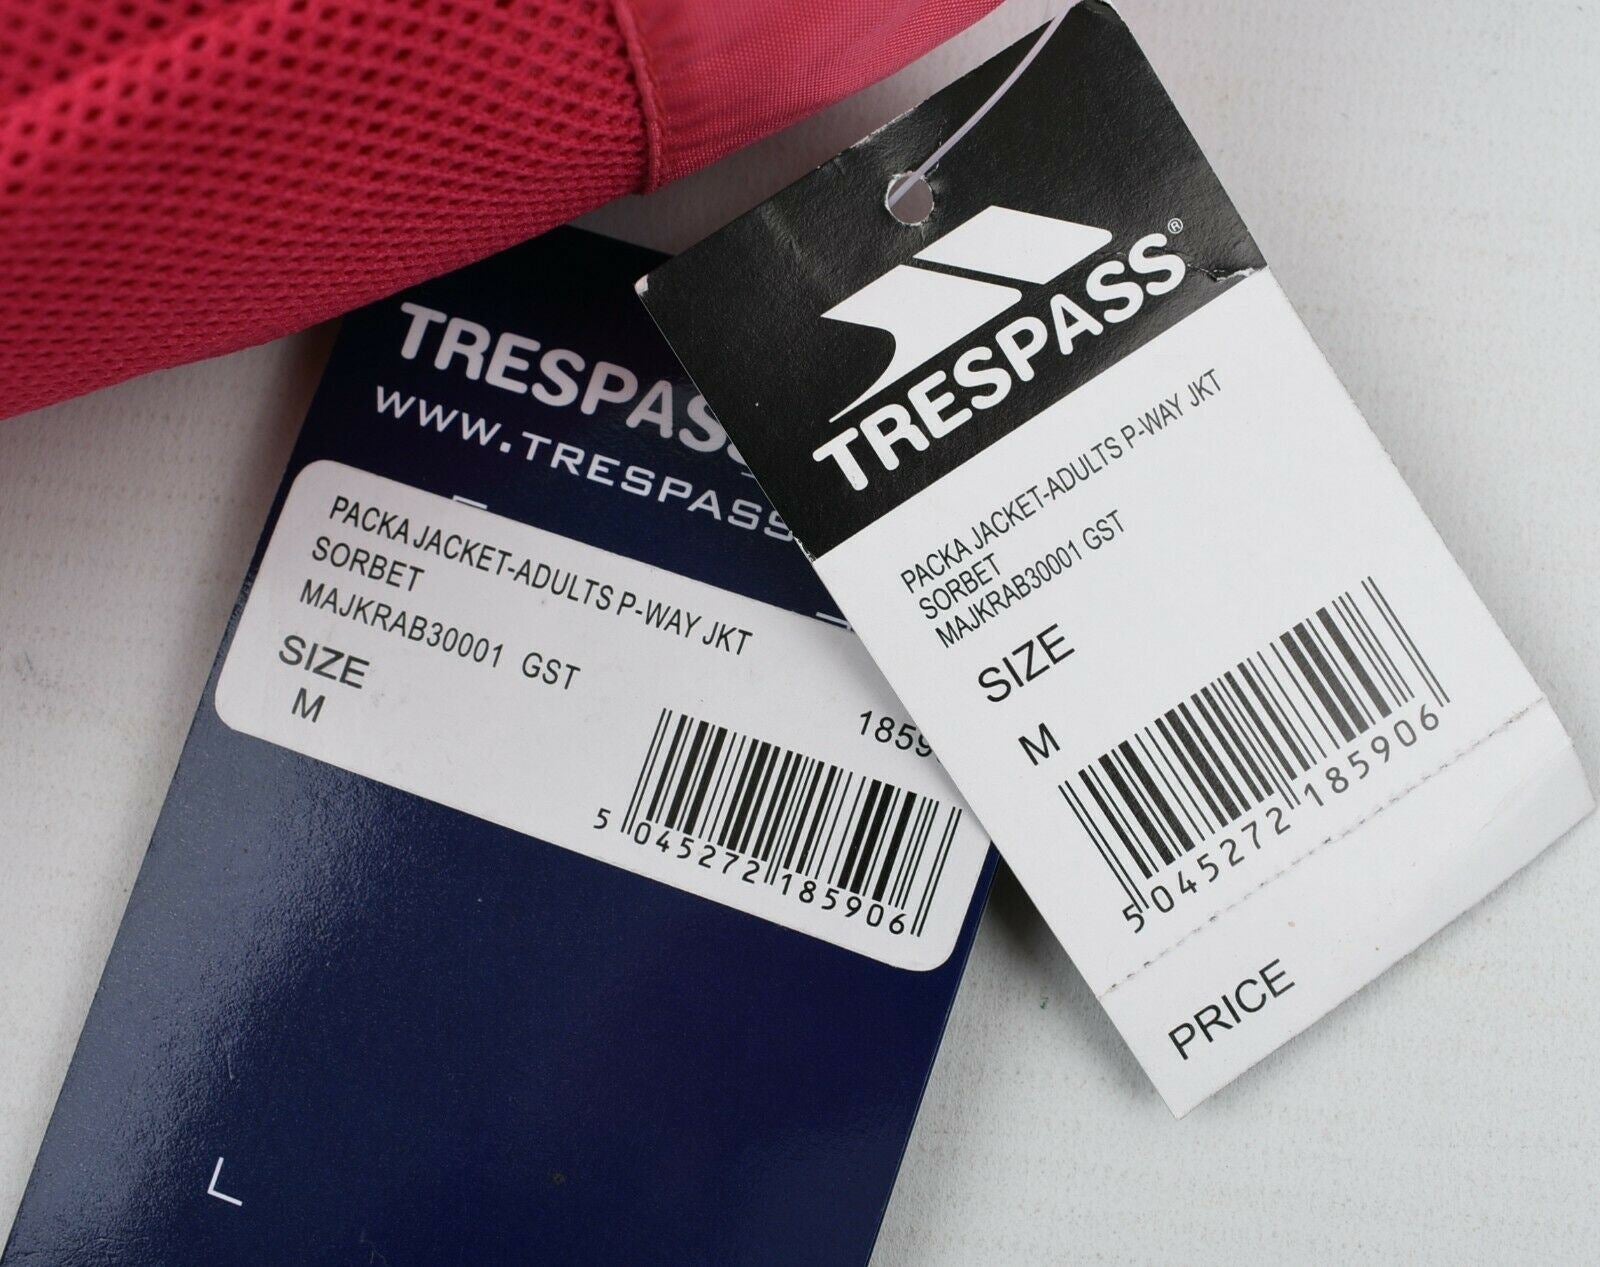 TRESPASS
WWW.TRESPASS
PACKA JACKET-ADULTS P-WAY JKT
SORBET
MAJKRAB30001 GST
SIZE
M
1859
5 045272 185906
TRESPASS®
PACKA JACKET-ADULTS P-WAY JKT
SORBET
MAJKRAB30001 GST
SIZE
M
5 045272 185906
PRICE